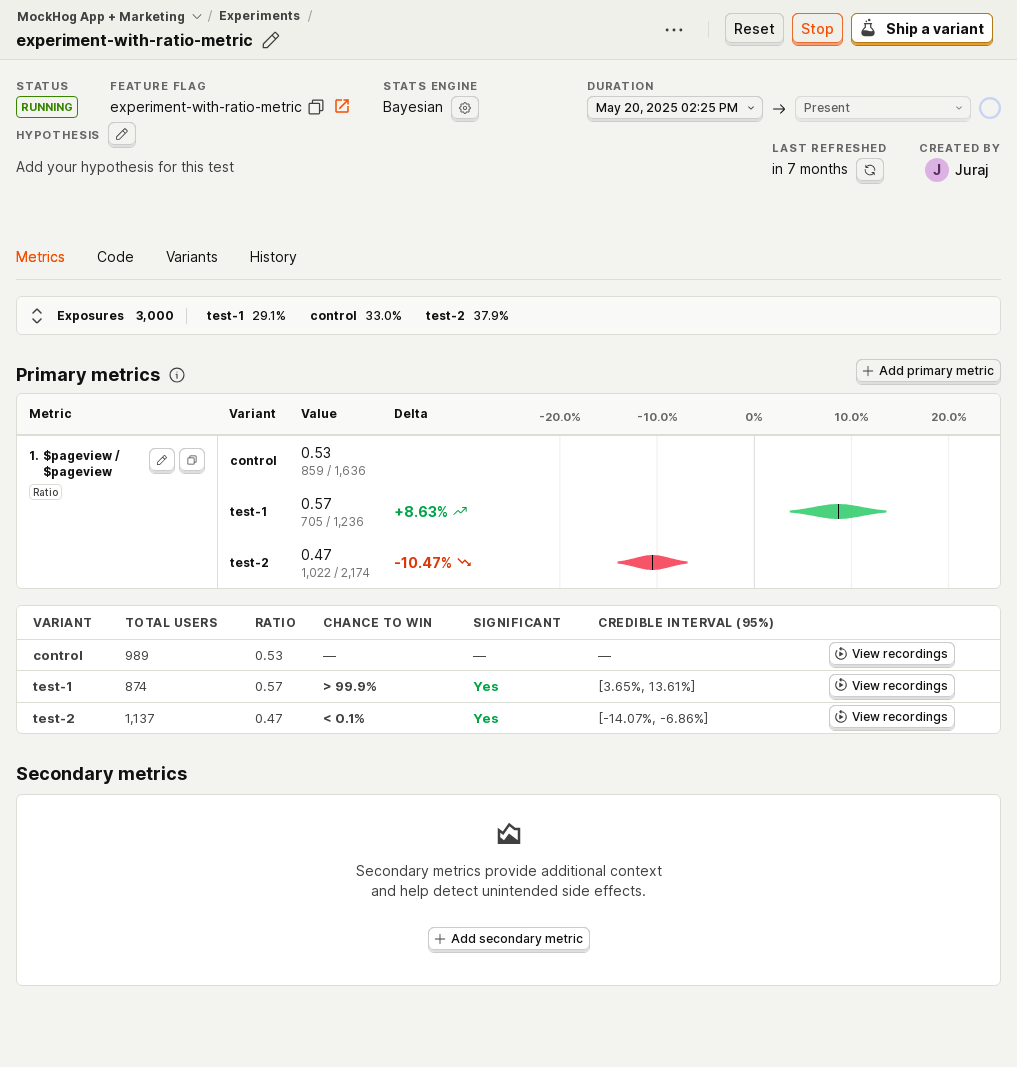 MockHog App + Marketing / Experiments /
experiment-with-ratio-metric
Reset
Stop
Ship a variant
STATUS
RUNNING
FEATURE FLAG
experiment-with-ratio-metric
STATS ENGINE
Bayesian
DURATION
May 20, 2025 02:25 PM
Present
HYPOTHESIS
Add your hypothesis for this test
LAST REFRESHED
in 7 months
CREATED BY
J Juraj
Metrics Code Variants History
Exposures 3,000 test-1 29.1% control 33.0% test-2 37.9%
Primary metrics
Add primary metric
Metric Variant Value Delta -20.0% -10.0% 0% 10.0% 20.0%
1. $pageview /
$pageview
Ratio
control 0.53
859 / 1,636
test-1 0.57 +8.63%
705 / 1,236
test-2 0.47 -10.47%
1,022 / 2,174
VARIANT TOTAL USERS RATIO CHANCE TO WIN SIGNIFICANT CREDIBLE INTERVAL (95%)
control 989 0.53 — — — View recordings
test-1 874 0.57 > 99.9% Yes [3.65%, 13.61%] View recordings
test-2 1,137 0.47 < 0.1% Yes [-14.07%, -6.86%] View recordings
Secondary metrics
Secondary metrics provide additional context
and help detect unintended side effects.
Add secondary metric